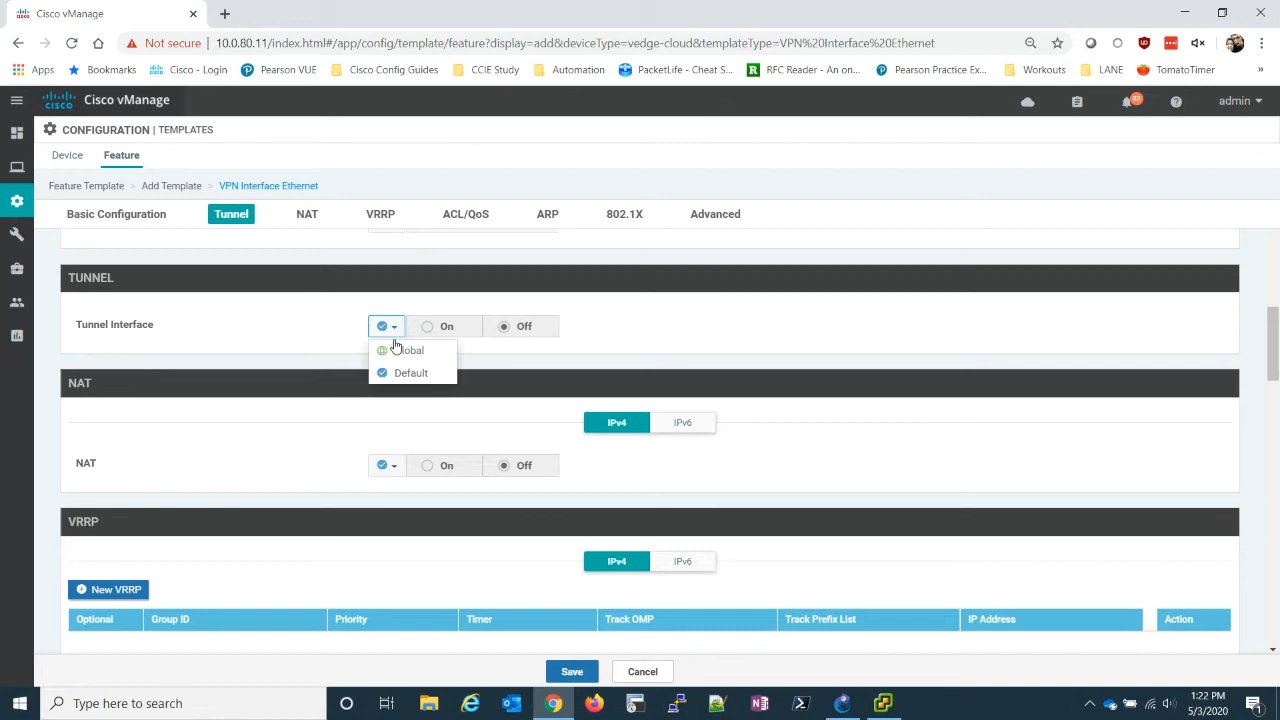 Cisco vManage
Not secure 10.0.80.11/index.html#/app/config/template/feature?display=add&deviceType=vedge-cloud&templateType=VPN%20Interface%20Ethernet
Apps Bookmarks Cisco - Login Pearson VUE Cisco Config Guides CCIE Study Automation PacketLife - Cheat S... RFC Reader - An on... Pearson Practice Ex... Workouts LANE TomatoTimer »
CISCO Cisco vManage 83 admin
CONFIGURATION | TEMPLATES
Device Feature
Feature Template > Add Template > VPN Interface Ethernet
Basic Configuration Tunnel NAT VRRP ACL/QoS ARP 802.1X Advanced
TUNNEL
Tunnel Interface On Off
Global
Default
NAT
IPv4 IPv6
NAT On Off
VRRP
IPv4 IPv6
New VRRP
Optional Group ID Priority Timer Track OMP Track Prefix List IP Address Action
Save Cancel
Type here to search 1:22 PM
5/3/2020